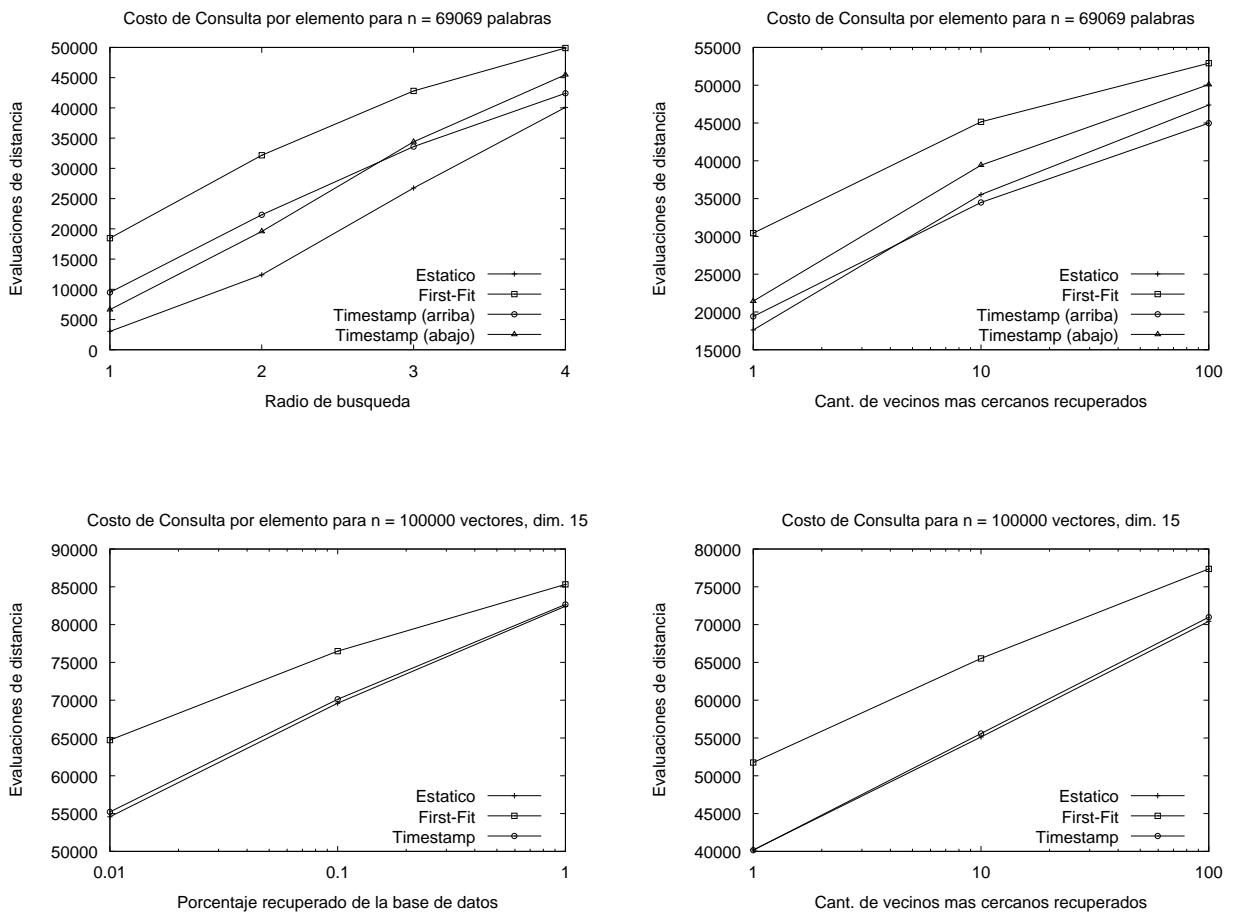 Costo de Consulta por elemento para n = 69069 palabras
50000
45000
40000
35000
30000
25000
20000
15000
10000
5000
0
Evaluaciones de distancia
Estatico
First-Fit
Timestamp (arriba)
Timestamp (abajo)
1 2 3 4
Radio de busqueda
Costo de Consulta por elemento para n = 69069 palabras
55000
50000
45000
40000
35000
30000
25000
20000
15000
Evaluaciones de distancia
Estatico
First-Fit
Timestamp (arriba)
Timestamp (abajo)
1 10 100
Cant. de vecinos mas cercanos recuperados
Costo de Consulta por elemento para n = 100000 vectores, dim. 15
90000
85000
80000
75000
70000
65000
60000
55000
50000
Evaluaciones de distancia
Estatico
First-Fit
Timestamp
0.01 0.1 1
Porcentaje recuperado de la base de datos
Costo de Consulta para n = 100000 vectores, dim. 15
80000
75000
70000
65000
60000
55000
50000
45000
40000
Evaluaciones de distancia
Estatico
First-Fit
Timestamp
1 10 100
Cant. de vecinos mas cercanos recuperados